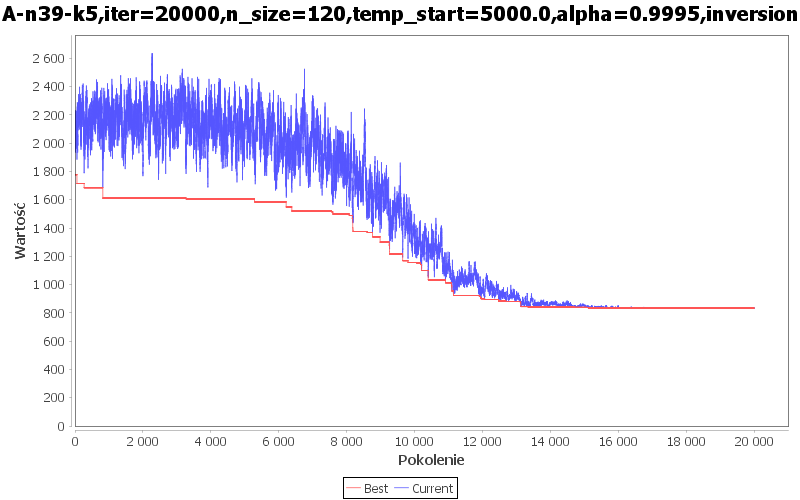 A-n39-k5,iter=20000,n_size=120,temp_start=5000.0,alpha=0.9995,inversion
2 600
2 400
2 200
2 000
1 800
1 600
1 400
1 200
1 000
800
600
400
200
0
Wartość
0 2 000 4 000 6 000 8 000 10 000 12 000 14 000 16 000 18 000 20 000
Pokolenie
Best Current